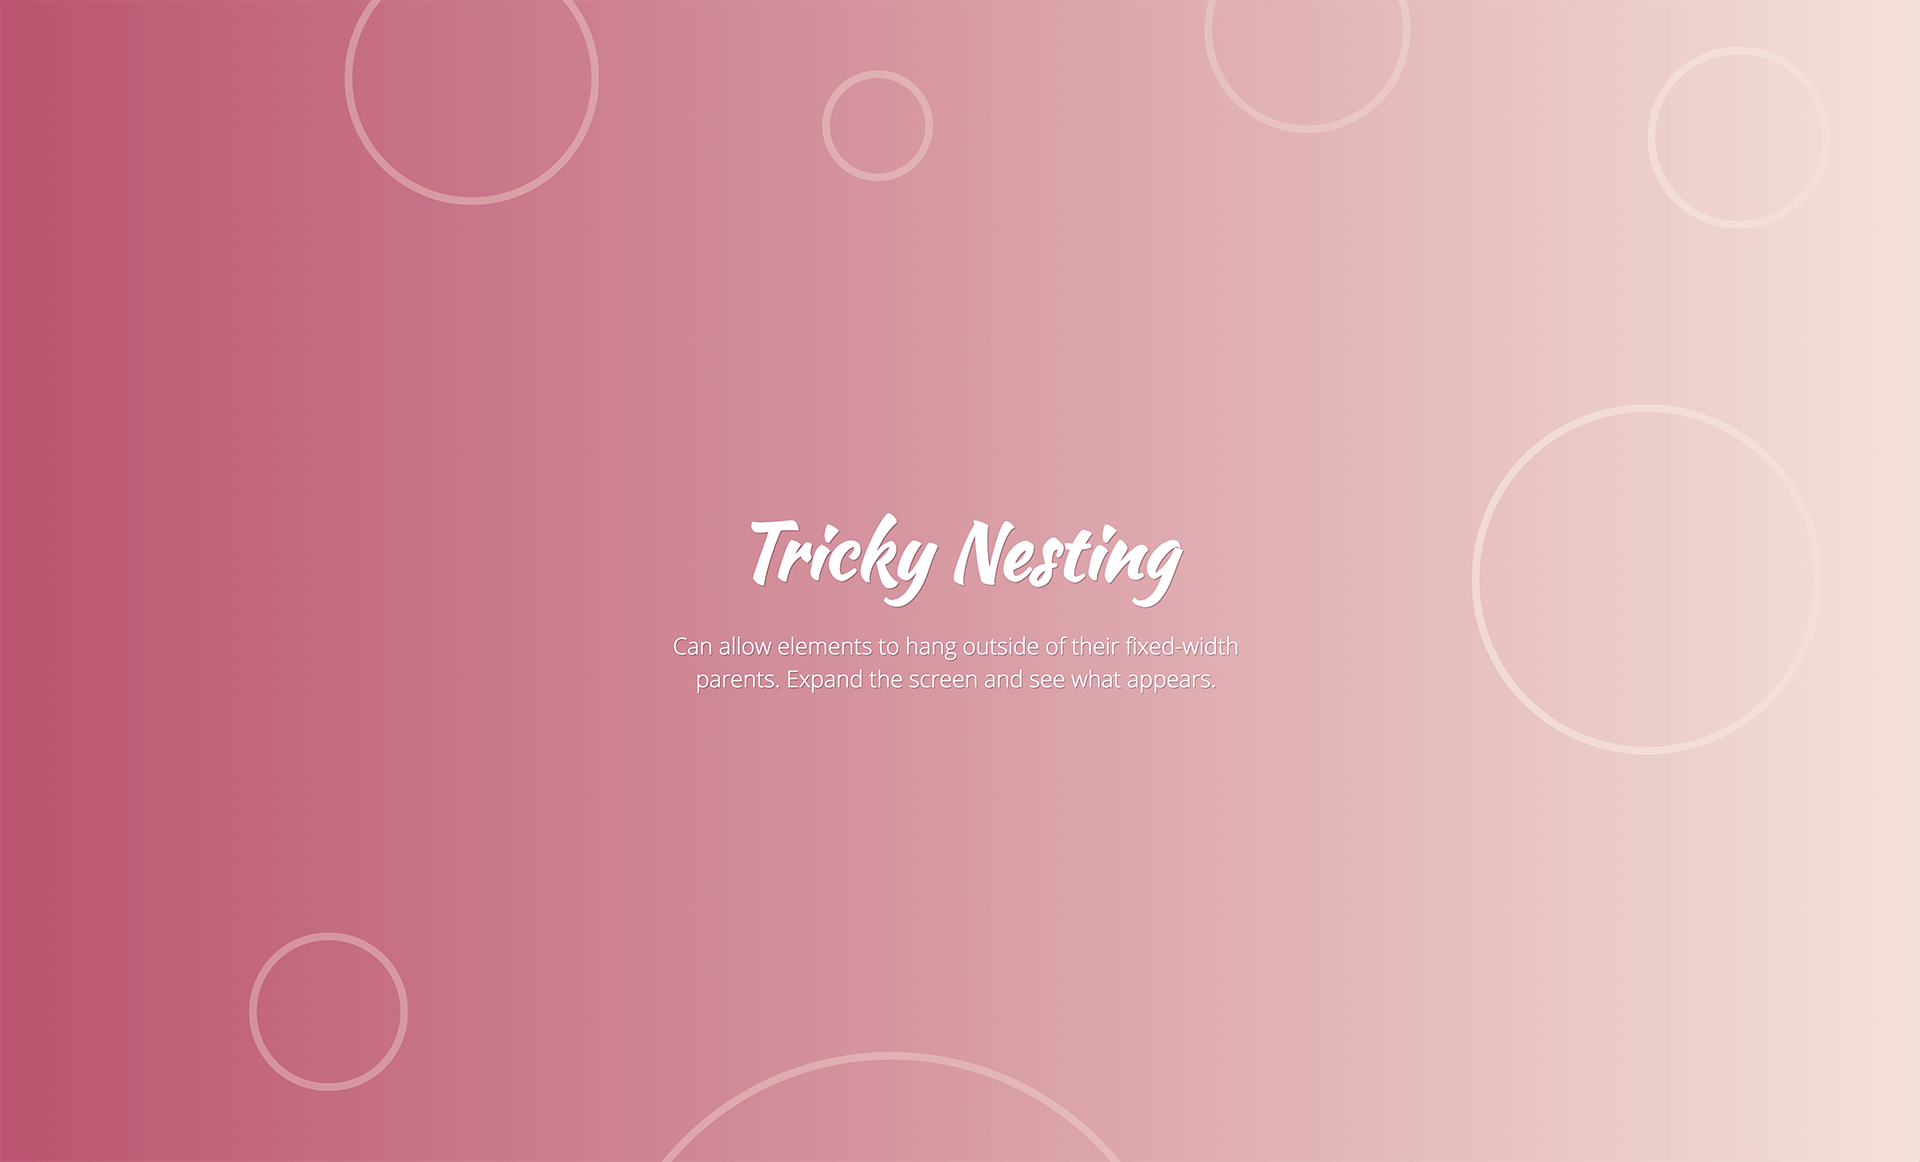 Tricky Nesting
Can allow elements to hang outside of their fixed-width
parents. Expand the screen and see what appears.